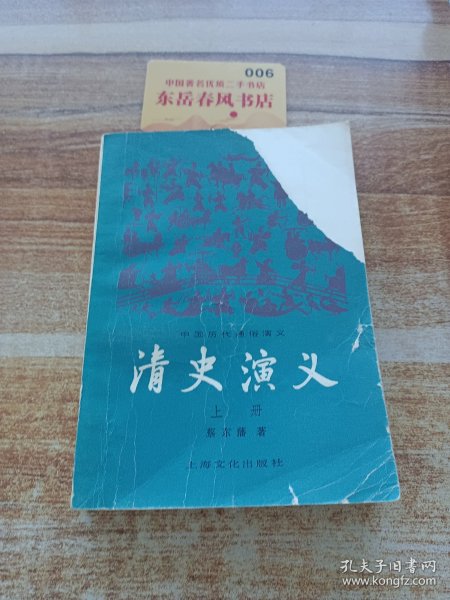 006
中国著名优质二手书店
东岳春风书店
中国历代通俗演义
清史演义
上册
蔡东藩著
上海文化出版社
孔夫子旧书网
www.kongfz.com